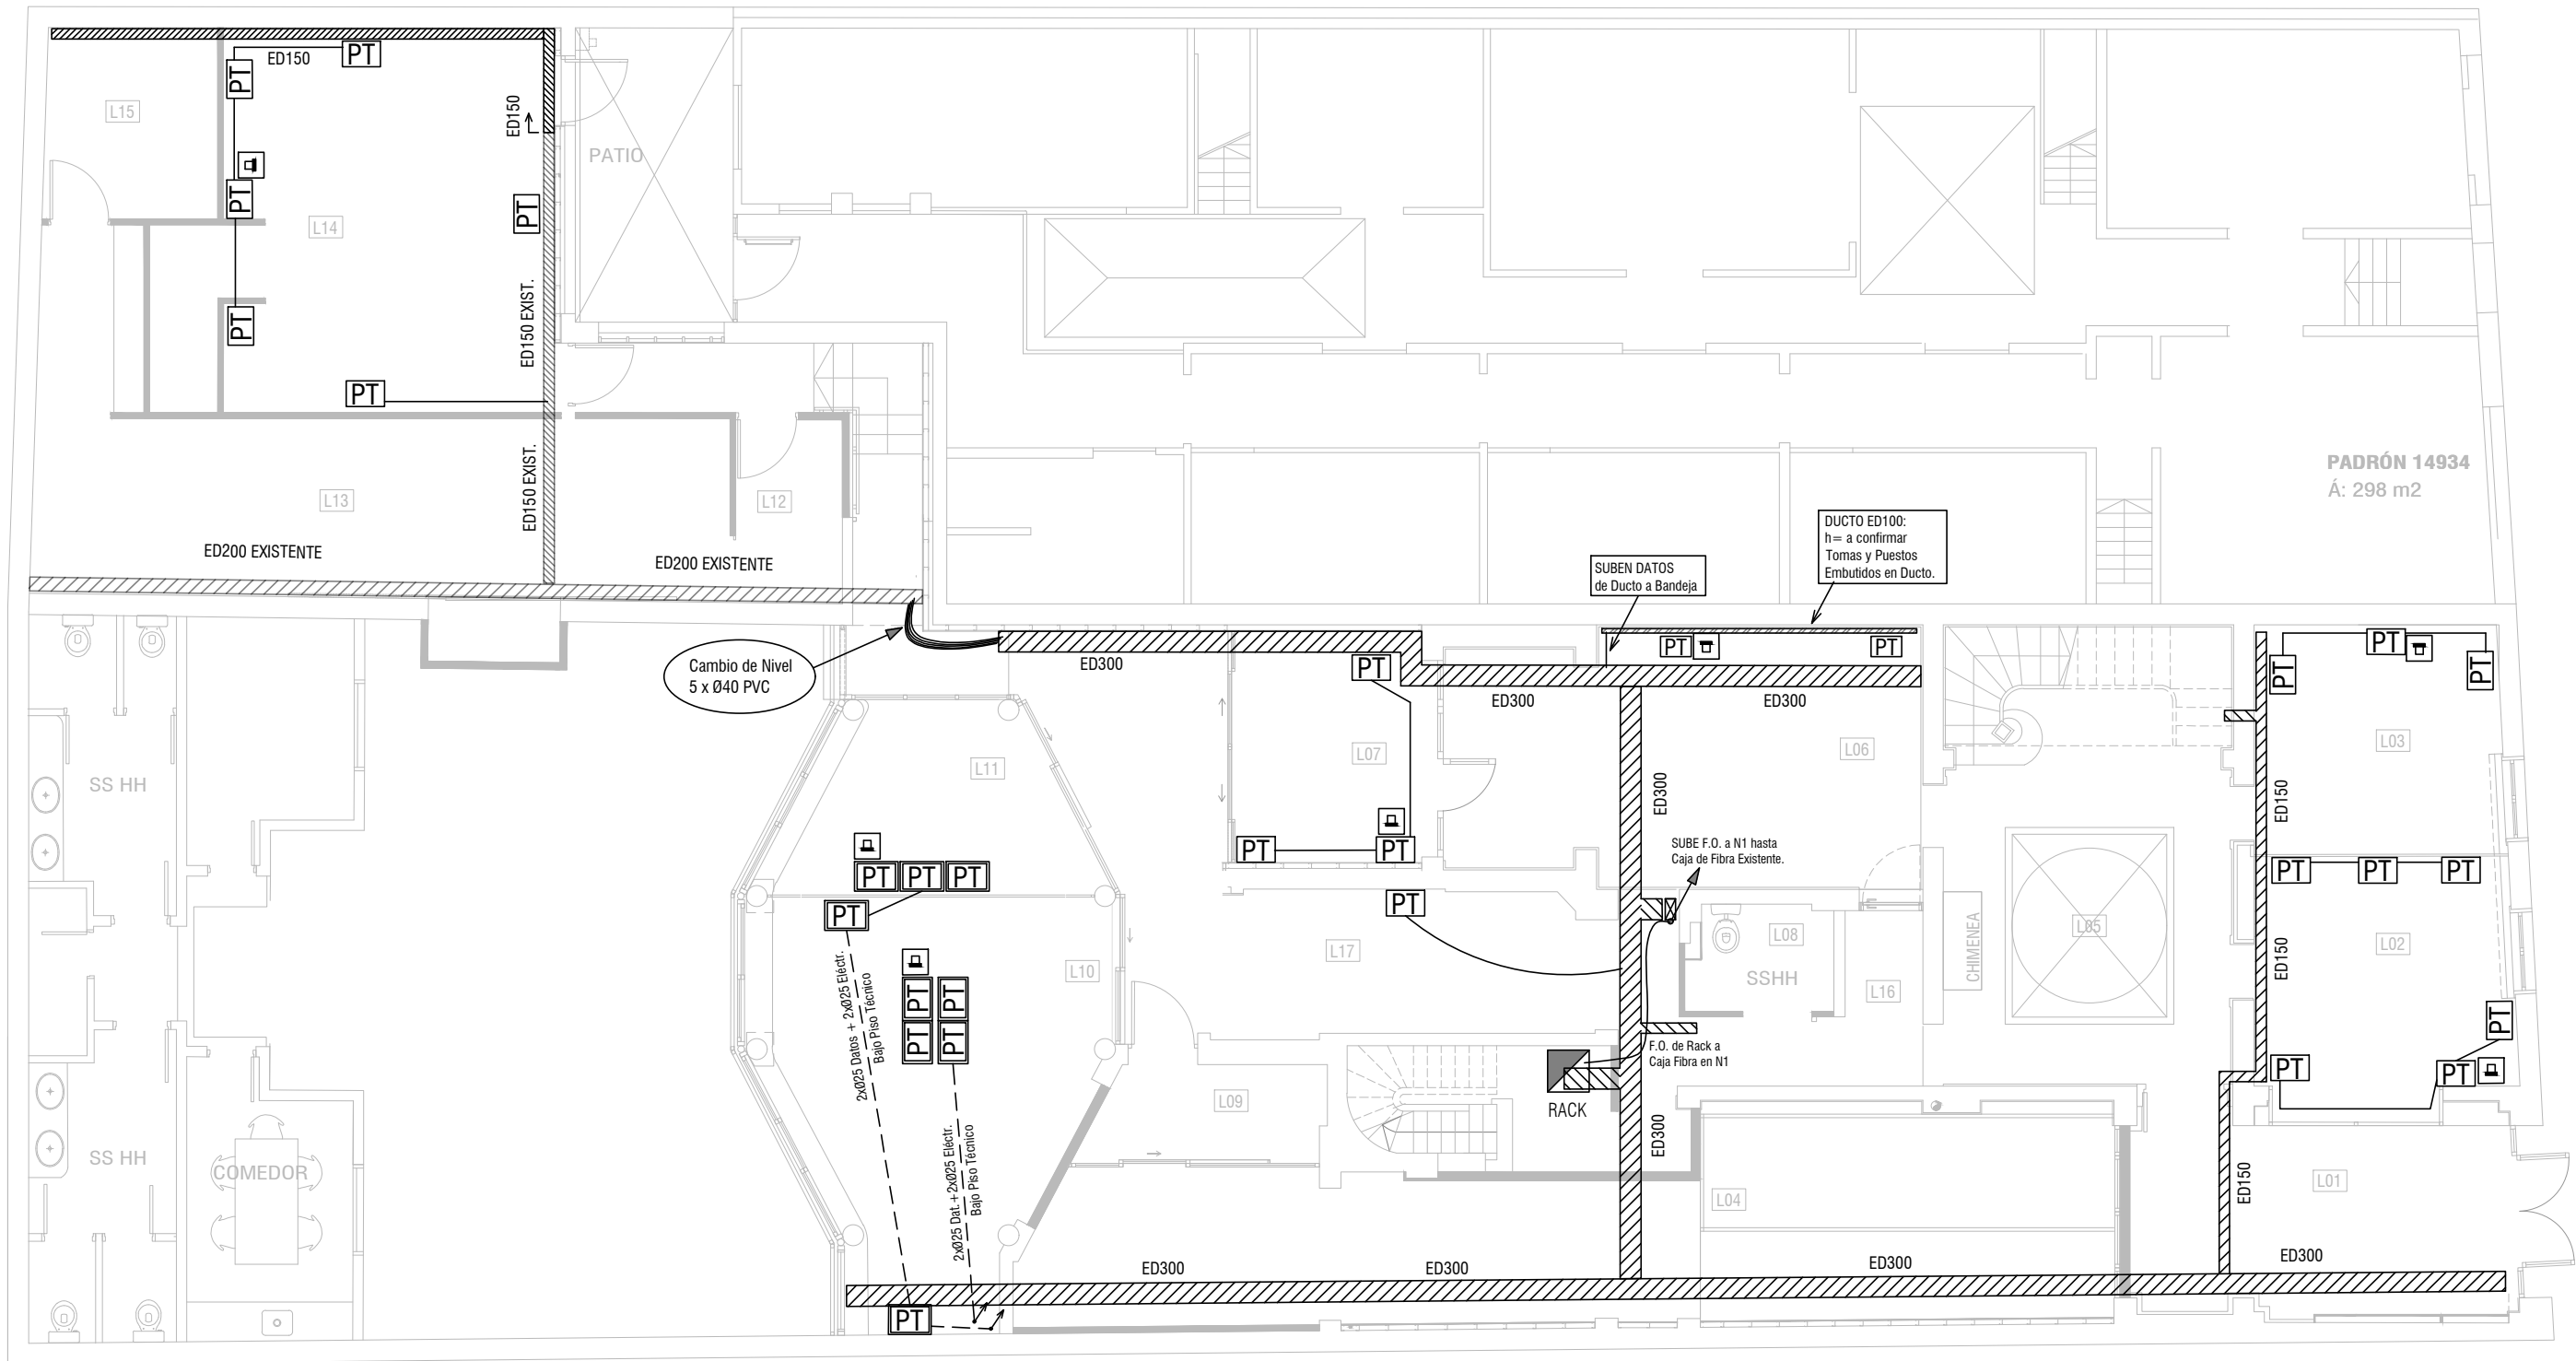 ED150
PT
PT
L15
ED150
PATIO
PT
PT
L14
ED150 EXIST.
PT
PT
ED150 EXIST.
L13
L12
ED200 EXISTENTE
ED200 EXISTENTE
PADRÓN 14934
Á: 298 m2
DUCTO ED100:
h= a confirmar
Tomas y Puestos
Embutidos en Ducto.
SUBEN DATOS
de Ducto a Bandeja
Cambio de Nivel
5 x Ø40 PVC
ED300
PT
PT
PT
ED300
ED300
PT
PT
PT
L07
L06
L03
L11
SS HH
ED300
ED150
PT
PT
SUBE F.O. a N1 hasta
Caja de Fibra Existente.
PT
PT
PT
PT
PT
PT
PT
PT
L17
L08
SSHH
CHIMENEA
L05
L02
ED150
L10
L16
2xØ25 Datos + 2xØ25 Eléctr.
Bajo Piso Técnico
PT
PT
PT
PT
PT
F.O. de Rack a
Caja Fibra en N1
RACK
PT
PT
L09
2xØ25 Dat.+2xØ25 Eléctr.
Bajo Piso Técnico
ED300
SS HH
COMEDOR
L04
ED150
L01
ED300
ED300
ED300
ED300
PT